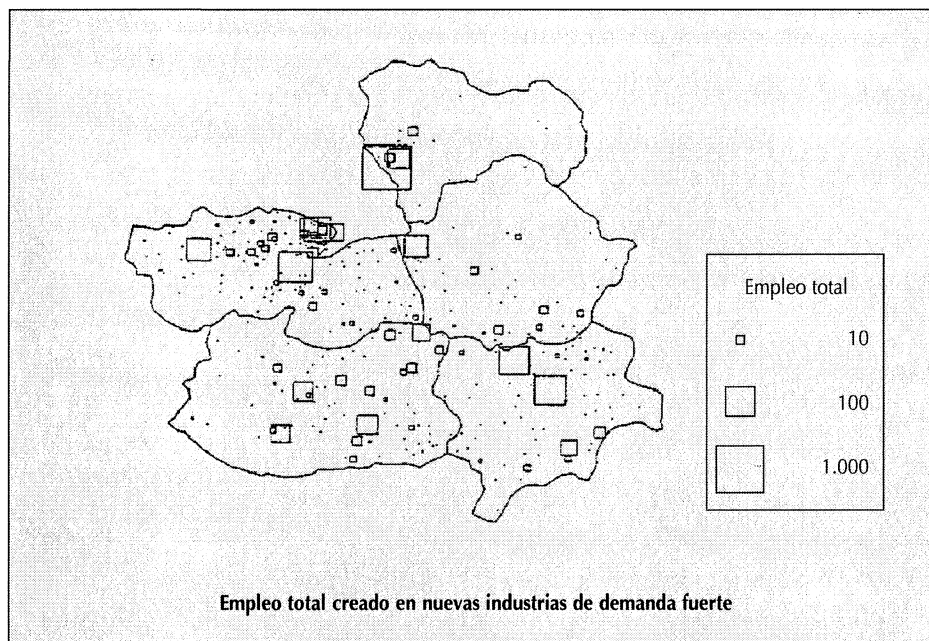 Empleo total
10
100
1.000
Empleo total creado en nuevas industrias de demanda fuerte